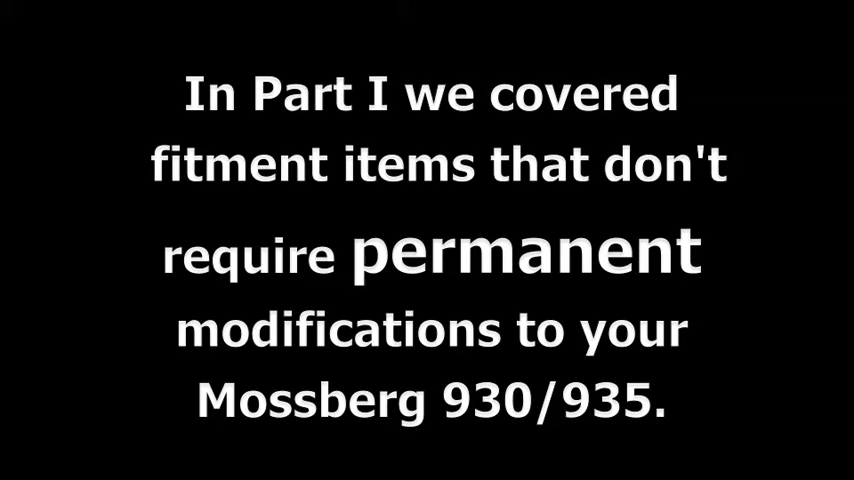 In Part I we covered
fitment items that don't
require permanent
modifications to your
Mossberg 930/935.